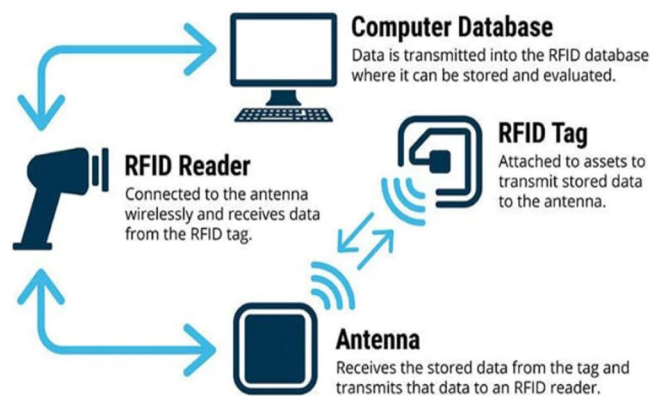 Computer Database
Data is transmitted into the RFID database
where it can be stored and evaluated.
RFID Tag
Attached to assets to
transmit stored data
to the antenna.
RFID Reader
Connected to the antenna
wirelessly and receives data
from the RFID tag.
Antenna
Receives the stored data from the tag and
transmits that data to an RFID reader.